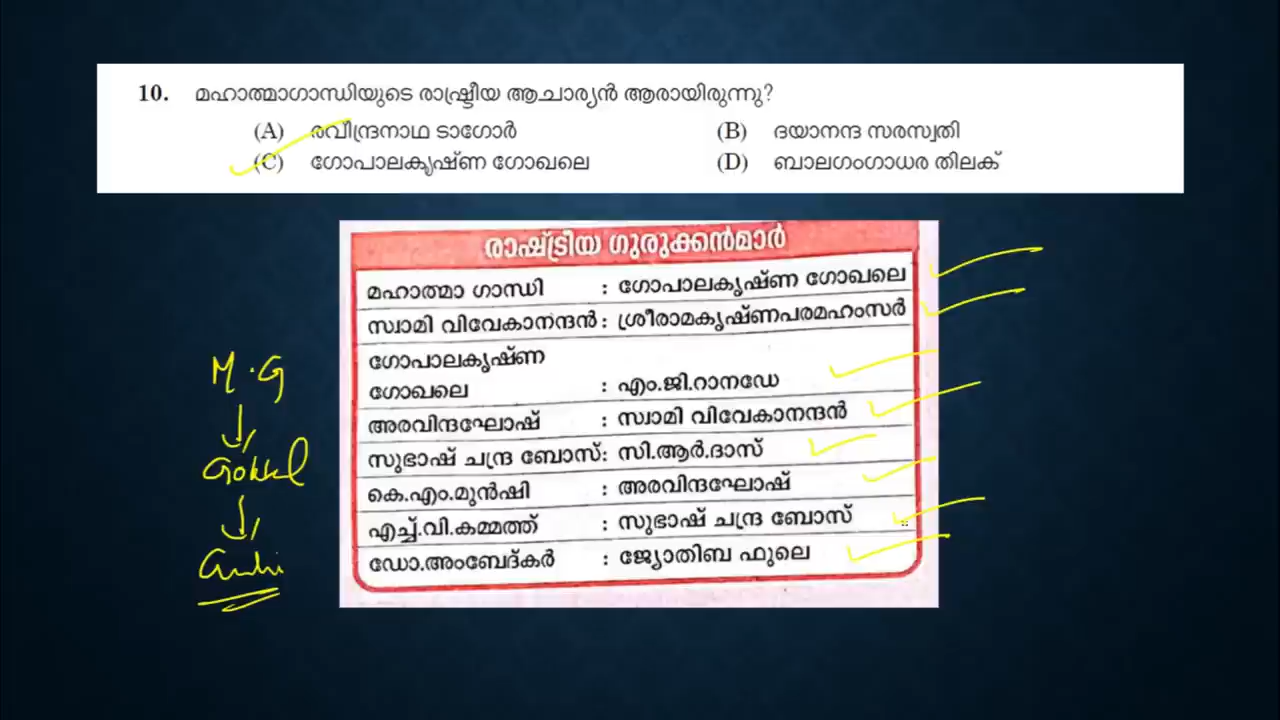 10. മഹാത്മാഗാന്ധിയുടെ രാഷ്ട്രീയ ആചാര്യൻ ആരായിരുന്നു?
(A) രവീന്ദ്രനാഥ ടാഗോർ (B) ദയാനന്ദ സരസ്വതി
(C) ഗോപാലകൃഷ്ണ ഗോഖലെ (D) ബാലഗംഗാധര തിലക്
രാഷ്ട്രീയ ഗുരുക്കൻമാർ
മഹാത്മാ ഗാന്ധി : ഗോപാലകൃഷ്ണ ഗോഖലെ
സ്വാമി വിവേകാനന്ദൻ : ശ്രീരാമകൃഷ്ണപരമഹംസർ
ഗോപാലകൃഷ്ണ
ഗോഖലെ : എം.ജി.റാനഡേ
അരവിന്ദഘോഷ് : സ്വാമി വിവേകാനന്ദൻ
സുഭാഷ് ചന്ദ്ര ബോസ് : സി.ആർ.ദാസ്
കെ.എം.മുൻഷി : അരവിന്ദഘോഷ്
എച്ച്.വി.കമ്മത്ത് : സുഭാഷ് ചന്ദ്ര ബോസ്
ഡോ.അംബേദ്കർ : ജ്യോതിബ ഫുലെ
M.G